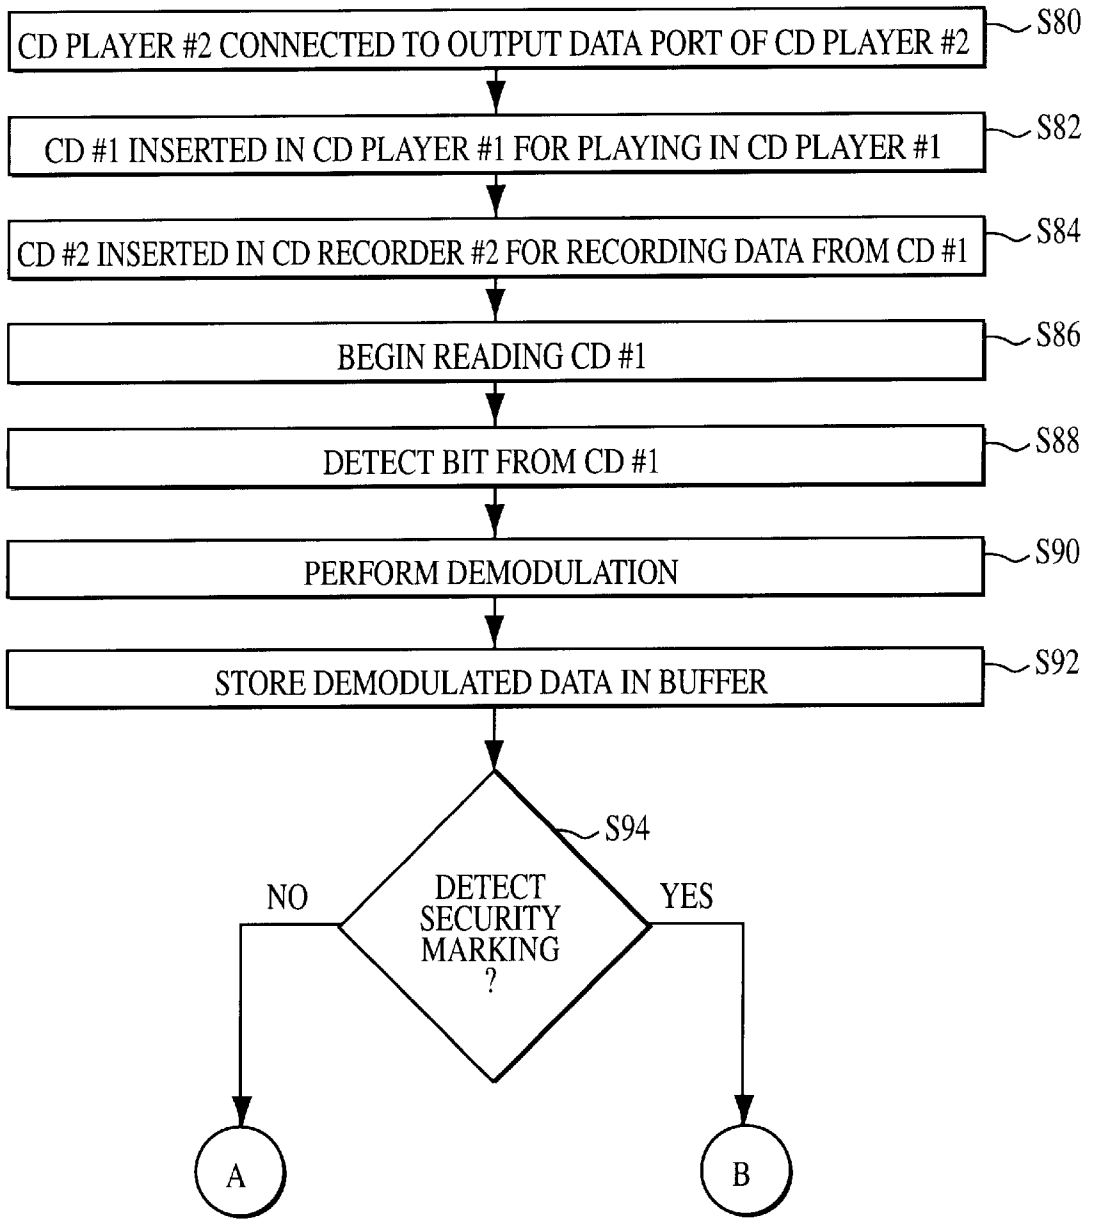 CD PLAYER #2 CONNECTED TO OUTPUT DATA PORT OF CD PLAYER #2
S80
CD #1 INSERTED IN CD PLAYER #1 FOR PLAYING IN CD PLAYER #1
S82
CD #2 INSERTED IN CD RECORDER #2 FOR RECORDING DATA FROM CD #1
S84
BEGIN READING CD #1
S86
DETECT BIT FROM CD #1
S88
PERFORM DEMODULATION
S90
STORE DEMODULATED DATA IN BUFFER
S92
S94
DETECT
SECURITY
MARKING
?
NO
YES
A
B